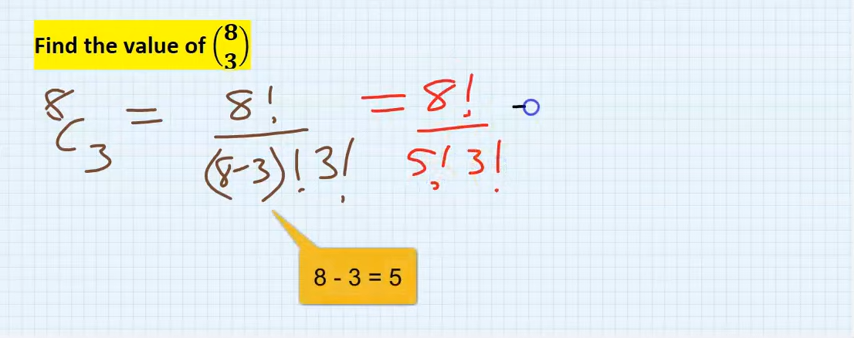 Find the value of (8 3)
8C3 = 8! / (8-3)! 3! = 8! / 5! 3! =
8 - 3 = 5